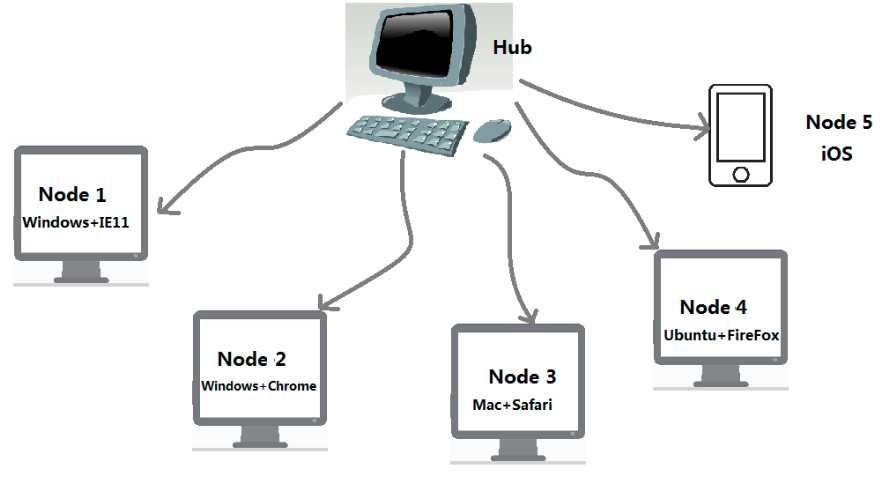 Hub
Node 5
iOS
Node 1
Windows+IE11
Node 4
Ubuntu+FireFox
Node 2
Windows+Chrome
Node 3
Mac+Safari